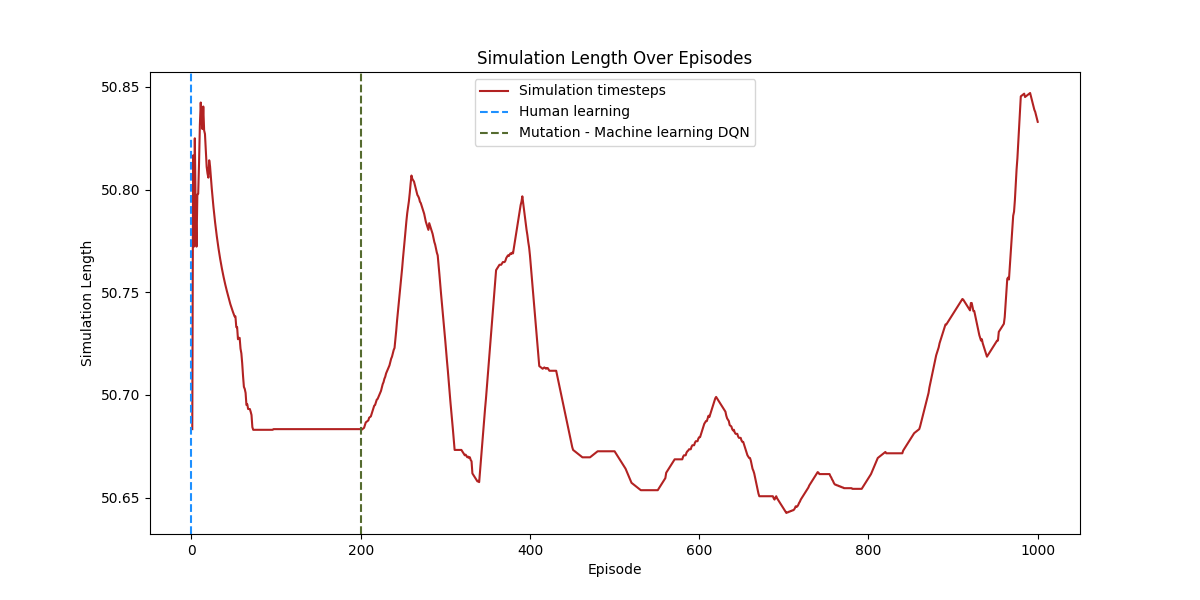 Simulation Length Over Episodes
Simulation timesteps
Human learning
Mutation - Machine learning DQN
Simulation Length
50.85
50.80
50.75
50.70
50.65
0 200 400 600 800 1000
Episode